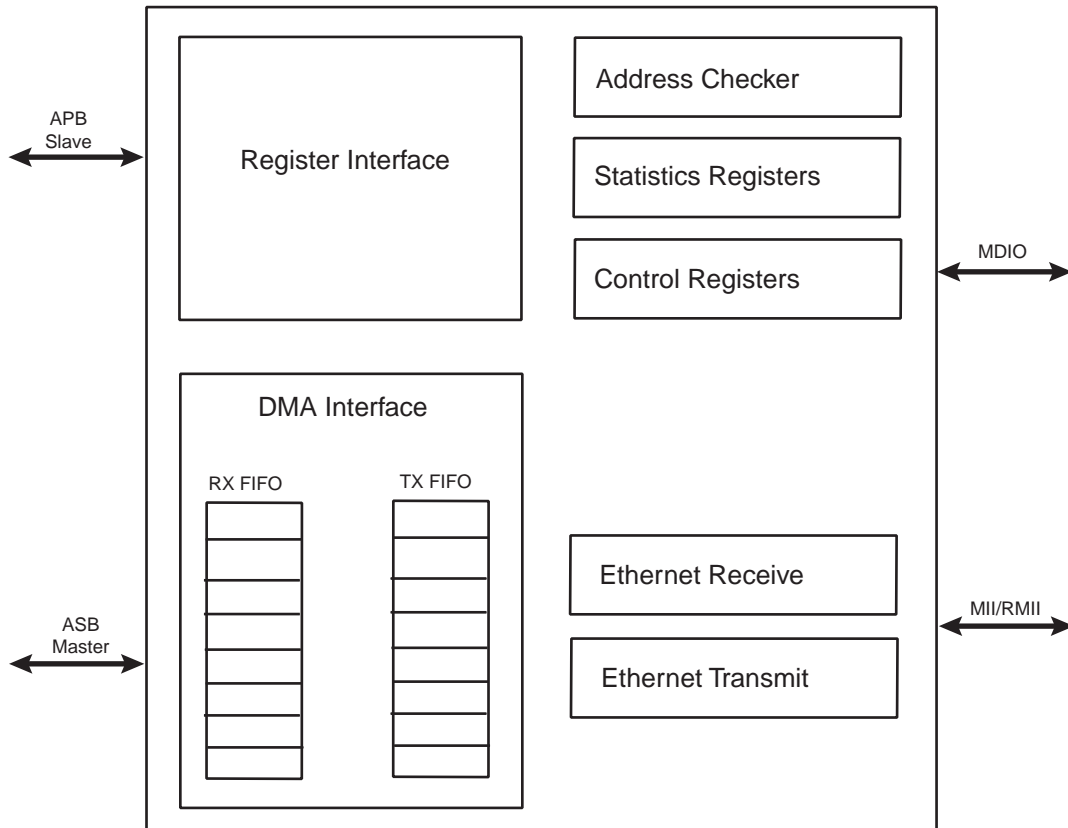 Address Checker
APB
Slave
Register Interface
Statistics Registers
Control Registers
MDIO
DMA Interface
RX FIFO
TX FIFO
Ethernet Receive
ASB
Master
MII/RMII
Ethernet Transmit